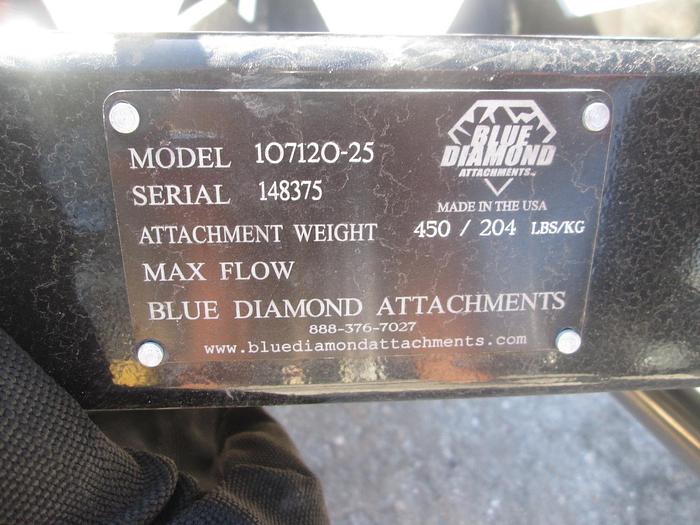 BLUE
DIAMOND
ATTACHMENTS
MADE IN THE USA
MODEL 107120-25
SERIAL 148375
ATTACHMENT WEIGHT 450 / 204 LBS/KG
MAX FLOW
BLUE DIAMOND ATTACHMENTS
888-376-7027
www.bluediamondattachments.com